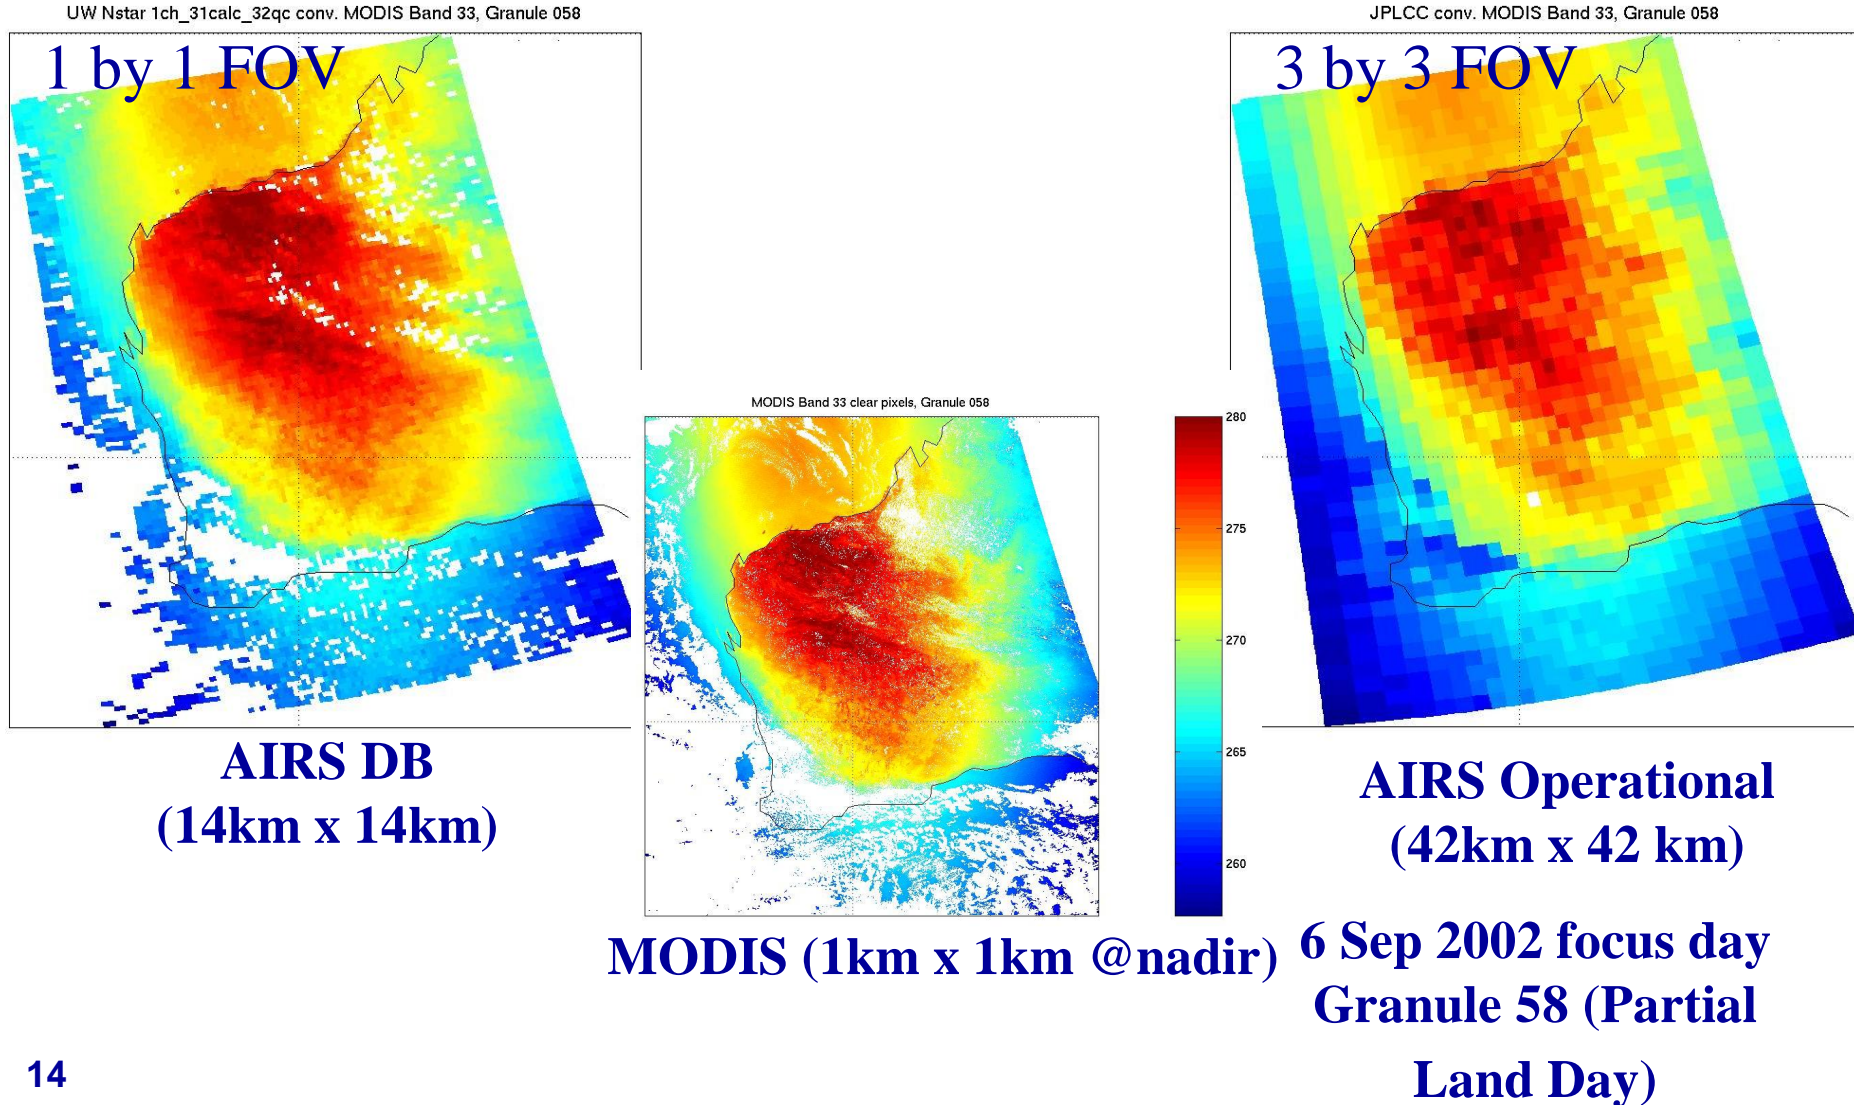 UW Nstar 1ch_31calc_32qc conv. MODIS Band 33, Granule 058
1 by 1 FOV
JPLCC conv. MODIS Band 33, Granule 058
3 by 3 FOV
MODIS Band 33 clear pixels, Granule 058
280
275
270
265
260
AIRS DB
(14km x 14km)
MODIS (1km x 1km @nadir)
AIRS Operational
(42km x 42 km)
6 Sep 2002 focus day
Granule 58 (Partial
Land Day)
14